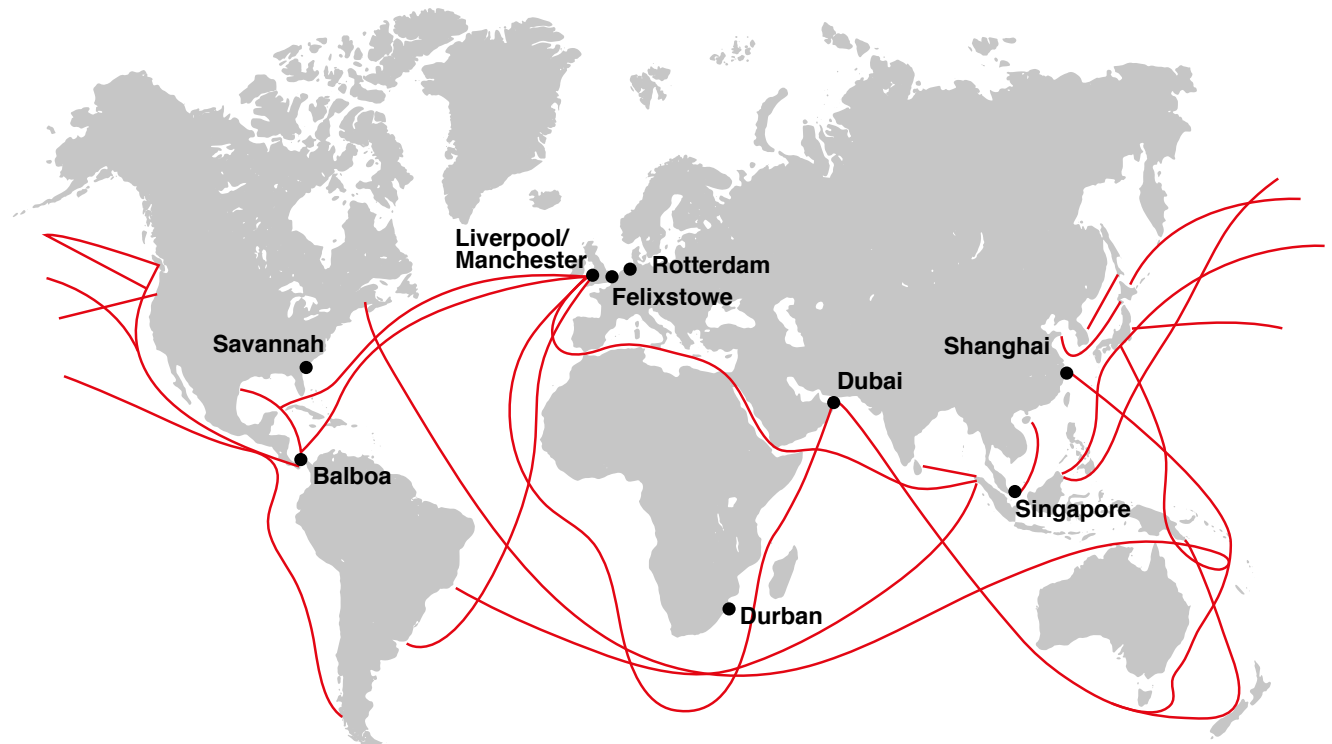 Liverpool/
Manchester
Rotterdam
Felixstowe
Savannah
Shanghai
Dubai
Balboa
Singapore
Durban